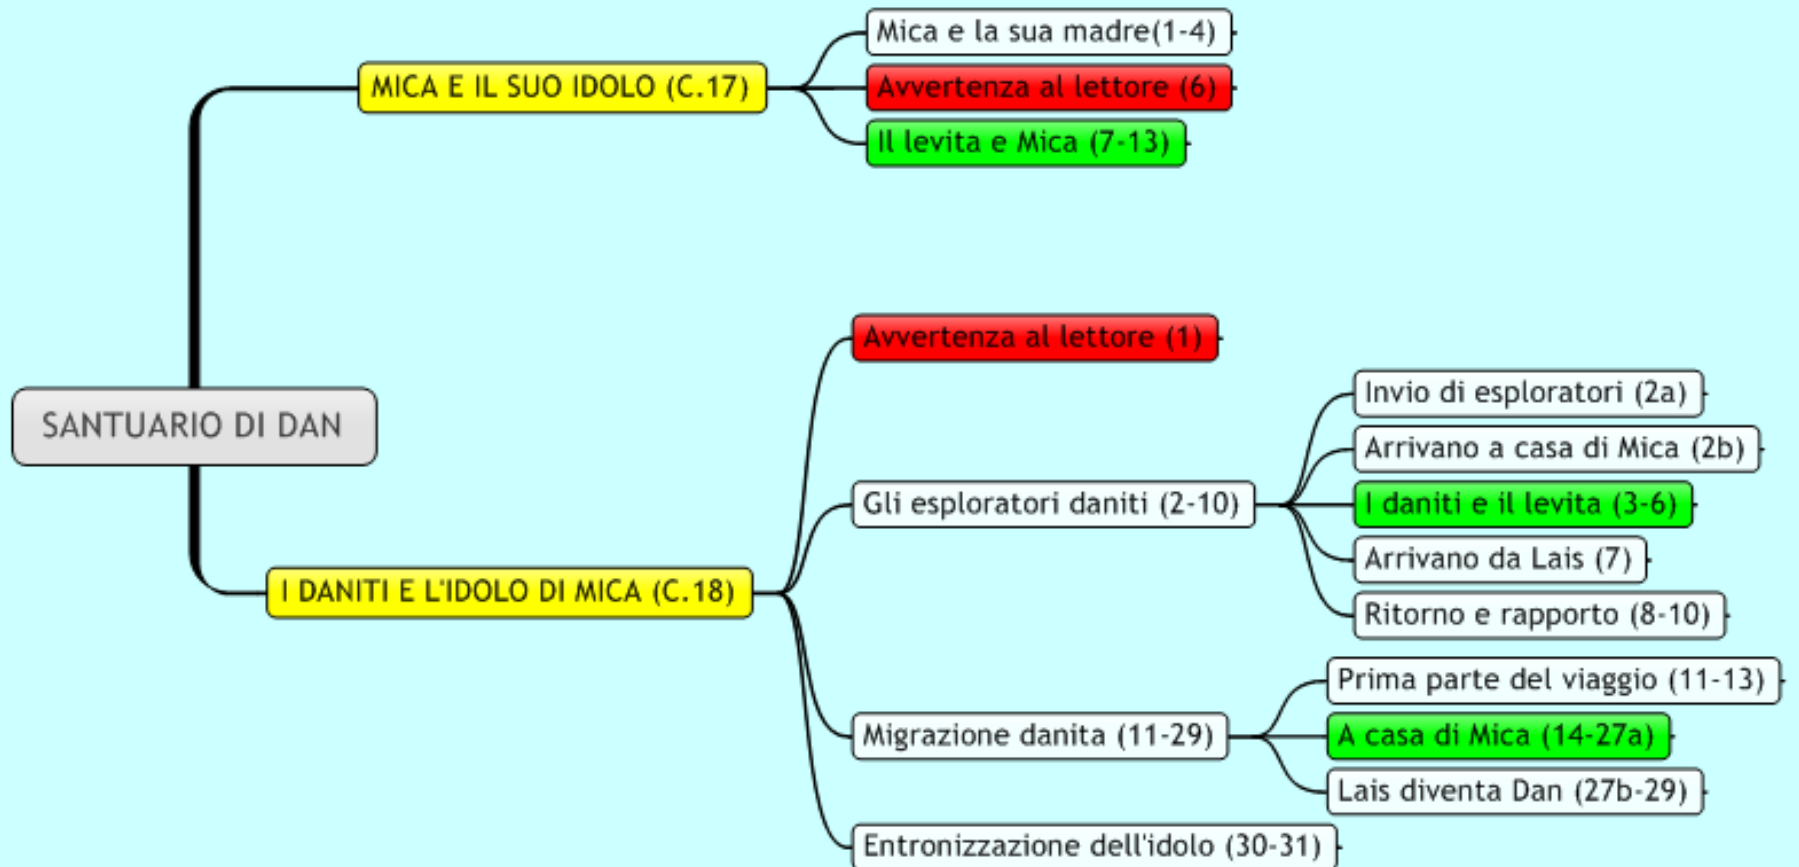 SANTUARIO DI DAN
MICA E IL SUO IDOLO (C.17)
Mica e la sua madre(1-4)
Avvertenza al lettore (6)
Il levita e Mica (7-13)
I DANITI E L'IDOLO DI MICA (C.18)
Avvertenza al lettore (1)
Gli esploratori daniti (2-10)
Invio di esploratori (2a)
Arrivano a casa di Mica (2b)
I daniti e il levita (3-6)
Arrivano da Lais (7)
Ritorno e rapporto (8-10)
Migrazione danita (11-29)
Prima parte del viaggio (11-13)
A casa di Mica (14-27a)
Lais diventa Dan (27b-29)
Entronizzazione dell'idolo (30-31)